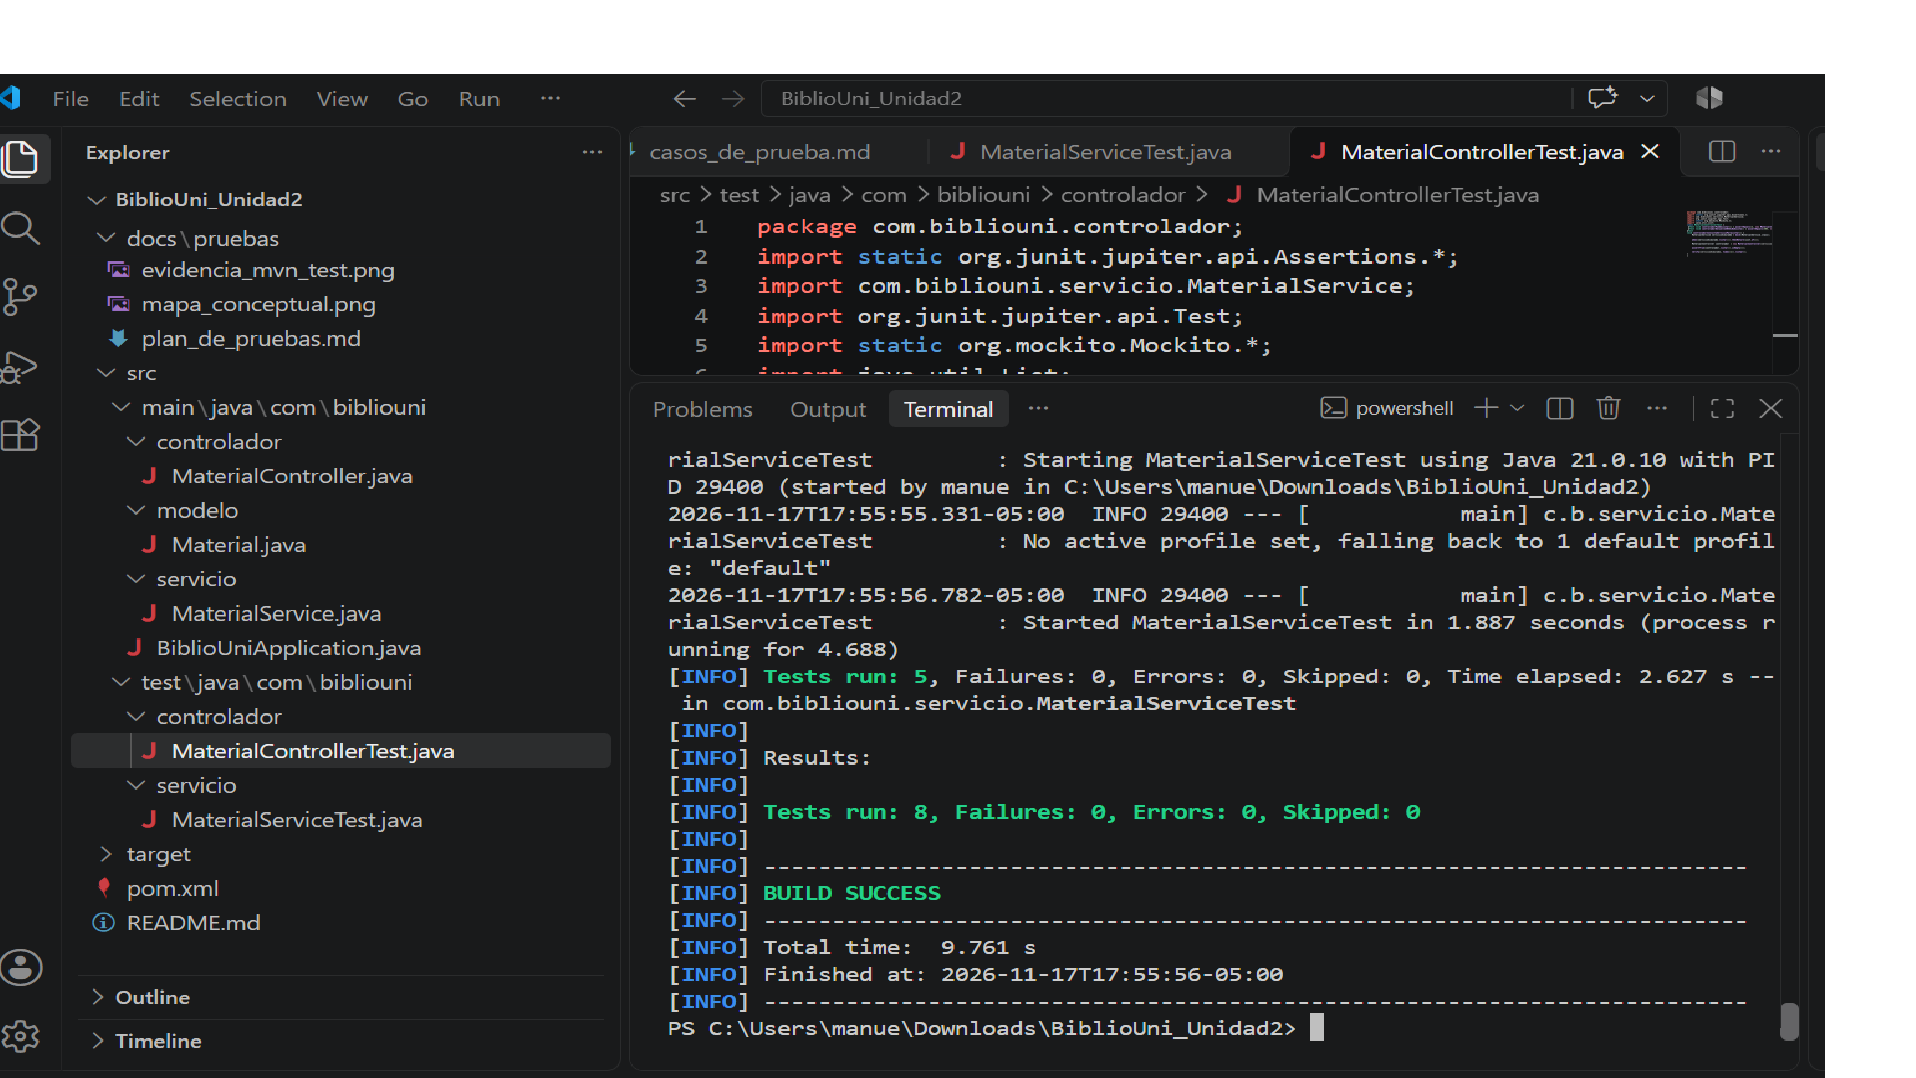 File Edit Selection View Go Run ···
BiblioUni_Unidad2
Explorer ···
BiblioUni_Unidad2
docs\pruebas
evidencia_mvn_test.png
mapa_conceptual.png
plan_de_pruebas.md
src
main\java\com\bibliouni
controlador
MaterialController.java
modelo
Material.java
servicio
MaterialService.java
BiblioUniApplication.java
test\java\com\bibliouni
controlador
MaterialControllerTest.java
servicio
MaterialServiceTest.java
target
pom.xml
README.md
Outline
Timeline
casos_de_prueba.md MaterialServiceTest.java MaterialControllerTest.java
src > test > java > com > bibliouni > controlador > MaterialControllerTest.java
1 package com.bibliouni.controlador;
2 import static org.junit.jupiter.api.Assertions.*;
3 import com.bibliouni.servicio.MaterialService;
4 import org.junit.jupiter.api.Test;
5 import static org.mockito.Mockito.*;
6 import java.util.List;
Problems Output Terminal ··· powershell
rialServiceTest : Starting MaterialServiceTest using Java 21.0.10 with PI
D 29400 (started by manue in C:\Users\manue\Downloads\BiblioUni_Unidad2)
2026-11-17T17:55:55.331-05:00 INFO 29400 --- [ main] c.b.servicio.Mate
rialServiceTest : No active profile set, falling back to 1 default profil
e: "default"
2026-11-17T17:55:56.782-05:00 INFO 29400 --- [ main] c.b.servicio.Mate
rialServiceTest : Started MaterialServiceTest in 1.887 seconds (process r
unning for 4.688)
[INFO] Tests run: 5, Failures: 0, Errors: 0, Skipped: 0, Time elapsed: 2.627 s --
in com.bibliouni.servicio.MaterialServiceTest
[INFO]
[INFO] Results:
[INFO]
[INFO] Tests run: 8, Failures: 0, Errors: 0, Skipped: 0
[INFO]
[INFO] ------------------------------------------------------------------------
[INFO] BUILD SUCCESS
[INFO] ------------------------------------------------------------------------
[INFO] Total time: 9.761 s
[INFO] Finished at: 2026-11-17T17:55:56-05:00
[INFO] ------------------------------------------------------------------------
PS C:\Users\manue\Downloads\BiblioUni_Unidad2>